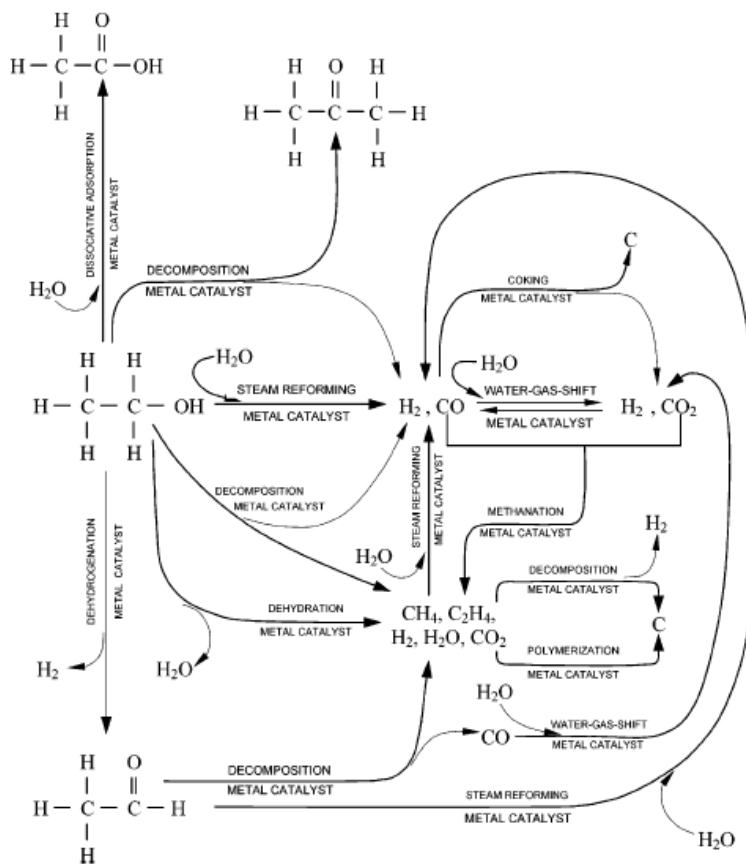 H O
H — C — C — OH
H
H O H
H — C — C — C — H
H H
DISSOCIATIVE ADSORPTION
METAL CATALYST
H₂O
DECOMPOSITION
METAL CATALYST
C
COKING
METAL CATALYST
H H
H — C — C — OH
H H
H₂O
STEAM REFORMING
METAL CATALYST
H₂ , CO
H₂O
WATER-GAS-SHIFT
METAL CATALYST
H₂ , CO₂
DECOMPOSITION
METAL CATALYST
STEAM REFORMING
METAL CATALYST
H₂O
METHANATION
METAL CATALYST
DEHYDROGENATION
METAL CATALYST
H₂
DEHYDRATION
METAL CATALYST
H₂O
CH₄, C₂H₄,
H₂, H₂O, CO₂
DECOMPOSITION
METAL CATALYST
H₂
C
POLYMERIZATION
METAL CATALYST
H₂O
CO
WATER-GAS-SHIFT
METAL CATALYST
H O
H — C — C — H
H
DECOMPOSITION
METAL CATALYST
STEAM REFORMING
METAL CATALYST
H₂O